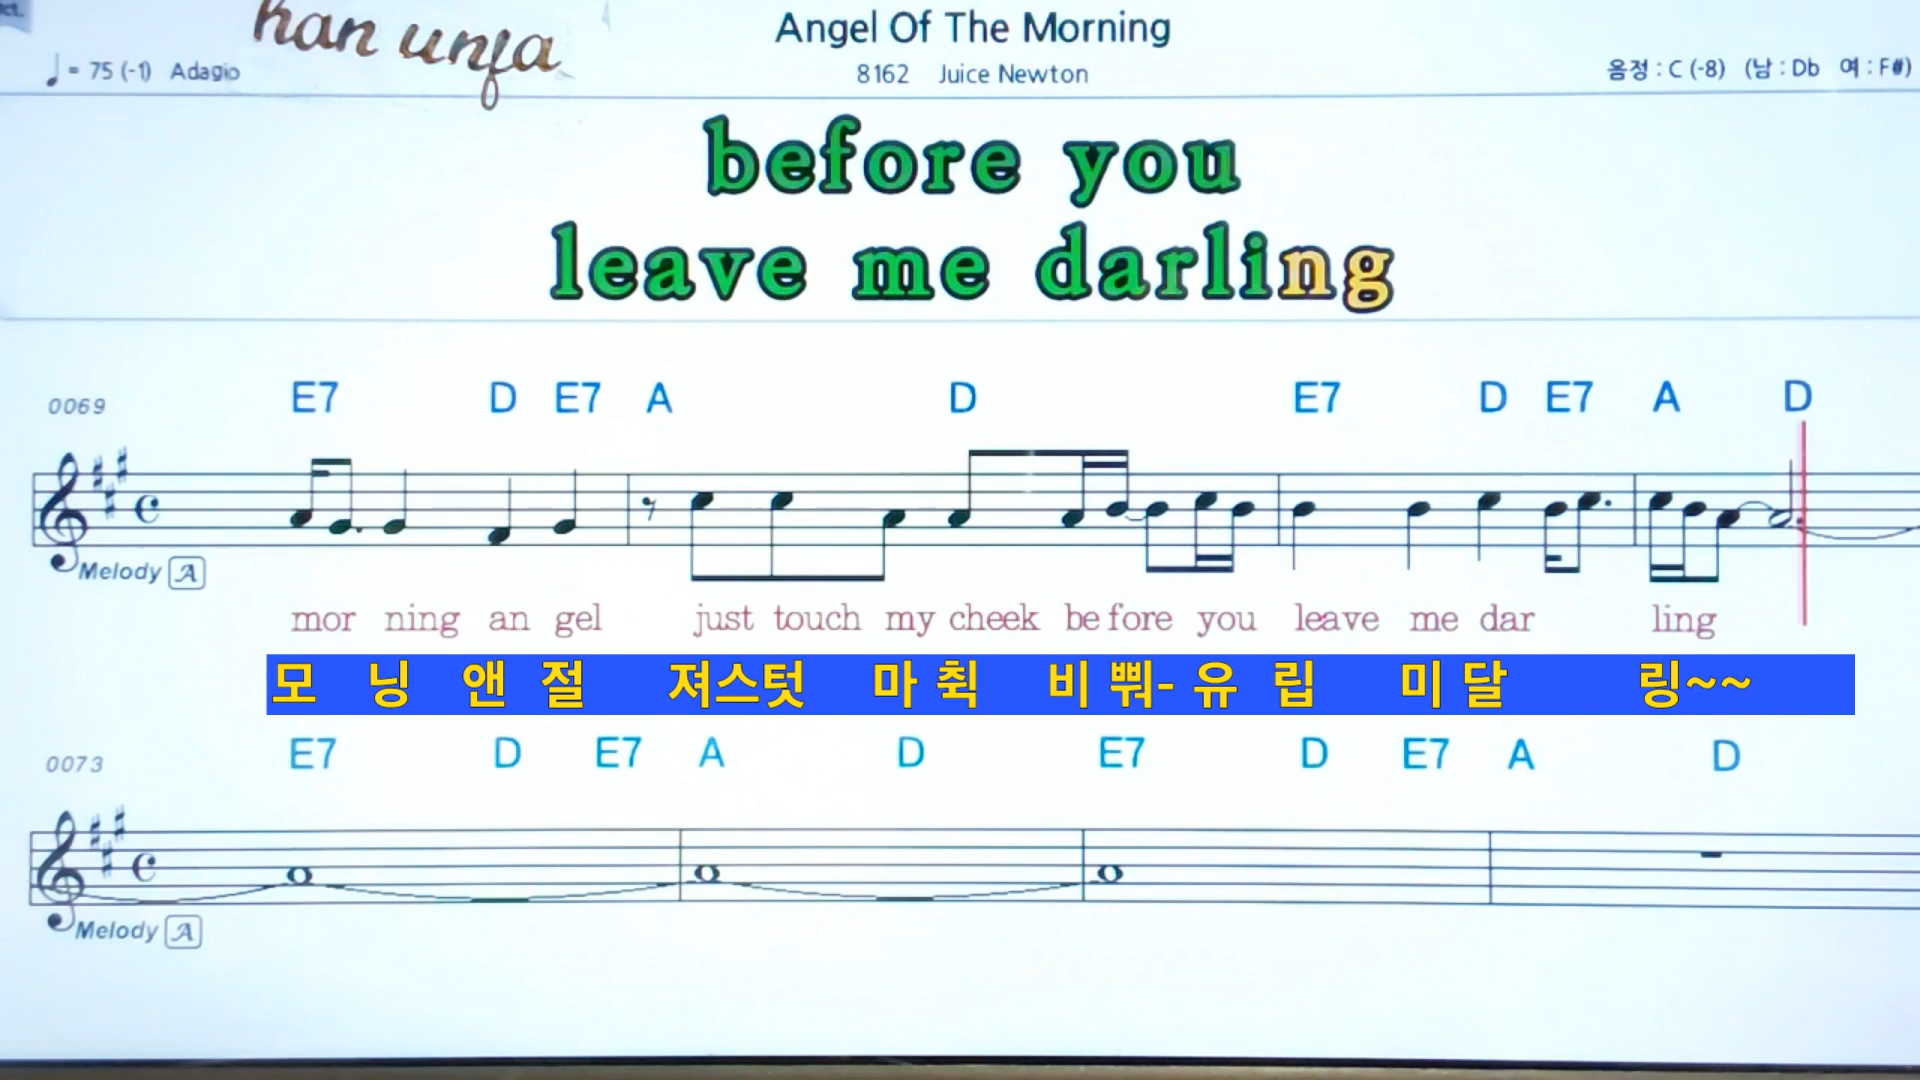 kan unfa
Angel Of The Morning
♩ = 75 (-1) Adagio
8162 Juice Newton
음정 : C (-8) (남 : Db 여 : F#)
before you
leave me darling
0069 E7 D E7 A D E7 D E7 A D
Melody A
mor ning an gel just touch my cheek be fore you leave me dar ling
모 닝 앤 절 져스텃 마 췩 비 뿨- 유 립 미 달 링~~
0073 E7 D E7 A D E7 D E7 A D
Melody A